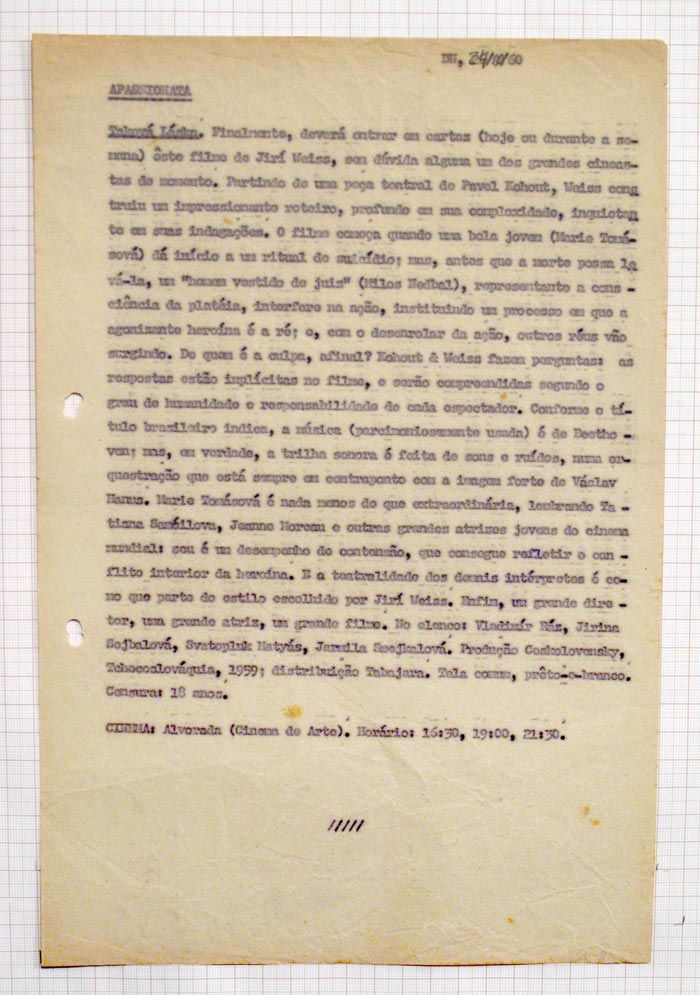 DN, /60
APASSIONATA
Taková Láska. Finalmente, deverá entrar em cartas (hoje ou durante a se-
mana) êste filme de Jirí Weiss, sem dúvida alguma um dos grandes cineas-
tas do momento. Partindo de uma peça teatral de Pavel Kohout, Weiss cons
truiu um impressionante roteiro, profundo em sua complexidade, inquietan
te em suas indagações. O filme começa quando uma bela jovem (Marie Tomá-
sová) dá início a um ritual de suicídio; mas, antes que a morte possa le
vá-la, um "homem vestido de juiz" (Milos Nedbal), representante a cons -
ciência da platéia, interfere na ação, instituindo um processo em que a
agonizante heroína é a ré; e, com o desenrolar da ação, outros réus vão
surgindo. De quem é a culpa, afinal? Kohout & Weiss fazem perguntas: as
respostas estão implícitas no filme, e serão compreendidas segundo o
grau de humanidade e responsabilidade de cada espectador. Conforme o tí-
tulo brasileiro indica, a música (parcimoniosamente usada) é de Beetho -
ven; mas, em verdade, a trilha sonora é feita de sons e ruídos, numa or-
questração que está sempre em contraponto com a imagem forte de Václav
Hanus. Marie Tomásová é nada menos do que extraordinária, lembrando Ta -
tiana Samóilova, Jeanne Moreau e outras grandes atrizes jovens do cinema
mundial: seu é um desempenho de contensão, que consegue refletir o con -
flito interior da heroína. E a teatralidade dos demais intérpretes é co-
mo que parte do estilo escolhido por Jirí Weiss. Enfim, um grande dire -
tor, uma grande atriz, um grande filme. No elenco: Vladimír Ráz, Jirina
Sejbalová, Svatopluk Matyás, Jarmila Smejkalová. Produção Ceskolovensky,
Tchecoslováquia, 1959; distribuição Tabajara. Tela comum, prêto-e-branco.
Censura: 18 anos.
CINEMA: Alvorada (Cinema de Arte). Horário: 16:30, 19:00, 21:30.
/////